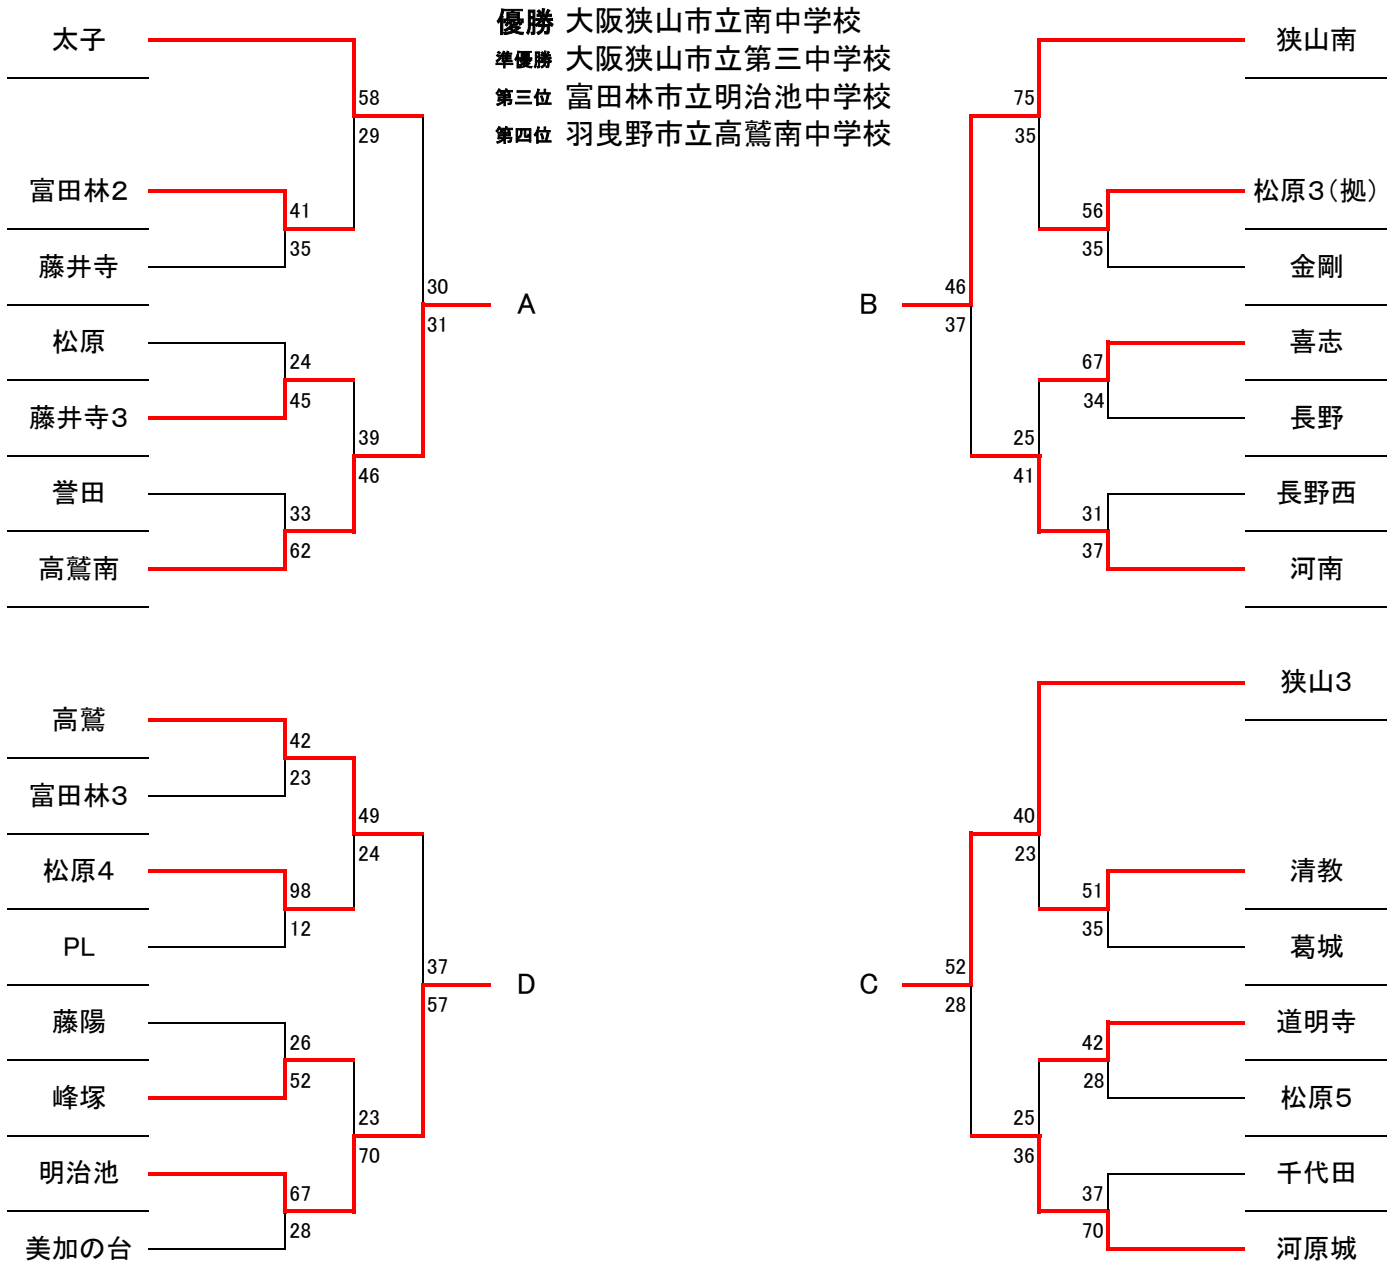 優勝 大阪狭山市立南中学校
準優勝 大阪狭山市立第三中学校
第三位 富田林市立明治池中学校
第四位 羽曳野市立高鷲南中学校
太子
58
29
富田林2
41
35
藤井寺
30
31
A
松原
24
45
藤井寺3
39
46
誉田
33
62
高鷲南
狭山南
75
35
松原3(拠)
56
35
金剛
B
46
37
喜志
67
34
長野
25
41
長野西
31
37
河南
高鷲
42
23
富田林3
49
24
松原4
98
12
PL
37
57
D
藤陽
26
52
峰塚
23
70
明治池
67
28
美加の台
狭山3
40
23
清教
51
35
葛城
C
52
28
道明寺
42
28
松原5
25
36
千代田
37
70
河原城